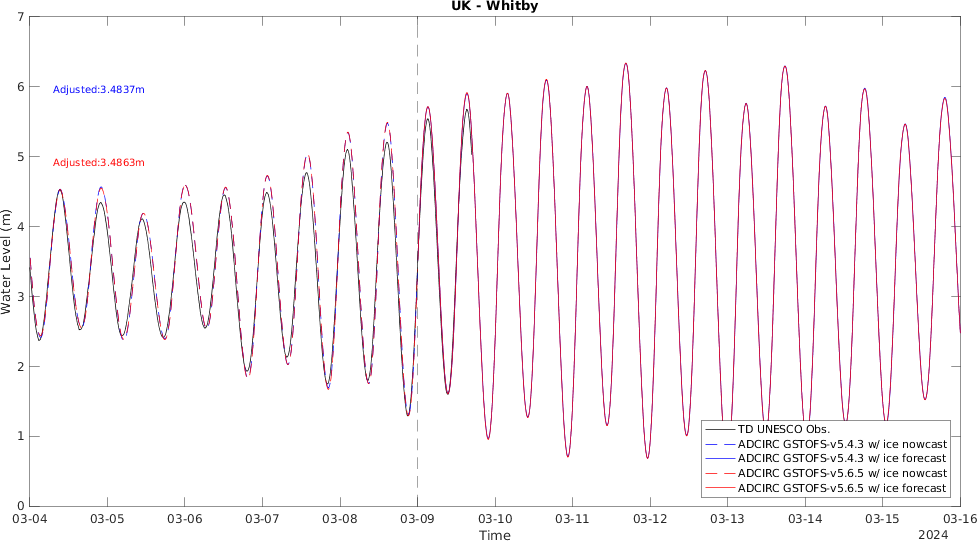 UK - Whitby
7
6
5
4
3
2
1
0
Water Level (m)
Adjusted:3.4837m
Adjusted:3.4863m
TD UNESCO Obs.
ADCIRC GSTOFS-v5.4.3 w/ ice nowcast
ADCIRC GSTOFS-v5.4.3 w/ ice forecast
ADCIRC GSTOFS-v5.6.5 w/ ice nowcast
ADCIRC GSTOFS-v5.6.5 w/ ice forecast
03-04 03-05 03-06 03-07 03-08 03-09 03-10 03-11 03-12 03-13 03-14 03-15 03-16
Time
2024